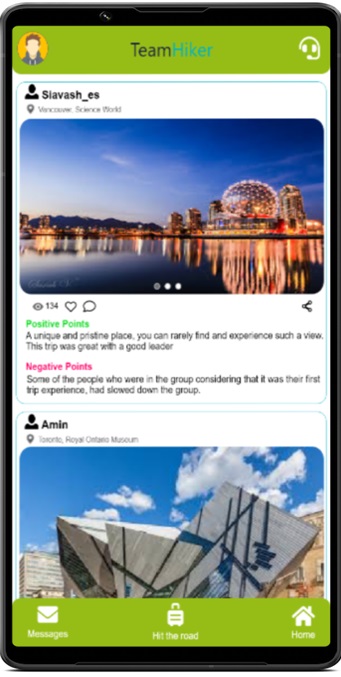 TeamHiker
Siavash_es
Vancouver, Science World
134
Positive Points
A unique and pristine place, you can rarely find and experience such a view.
This trip was great with a good leader
Negative Points
Some of the people who were in the group considering that it was their first
trip experience, had slowed down the group.
Amin
Toronto, Royal Ontario Museum
Messages
Hit the road
Home